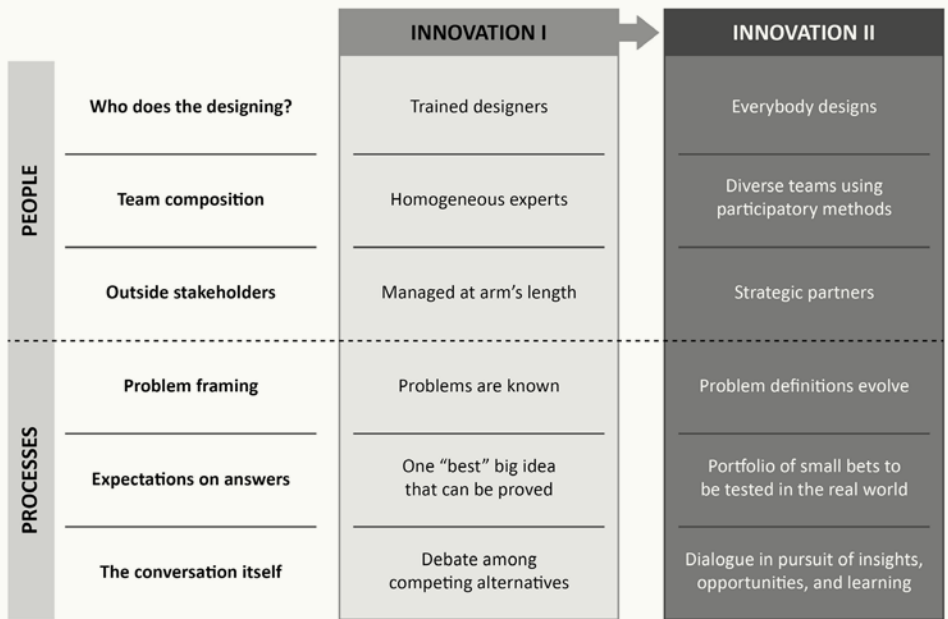 INNOVATION I
INNOVATION II
PEOPLE
Who does the designing?
Trained designers
Everybody designs
Team composition
Homogeneous experts
Diverse teams using
participatory methods
Outside stakeholders
Managed at arm’s length
Strategic partners
PROCESSES
Problem framing
Problems are known
Problem definitions evolve
Expectations on answers
One “best” big idea
that can be proved
Portfolio of small bets to
be tested in the real world
The conversation itself
Debate among
competing alternatives
Dialogue in pursuit of insights,
opportunities, and learning